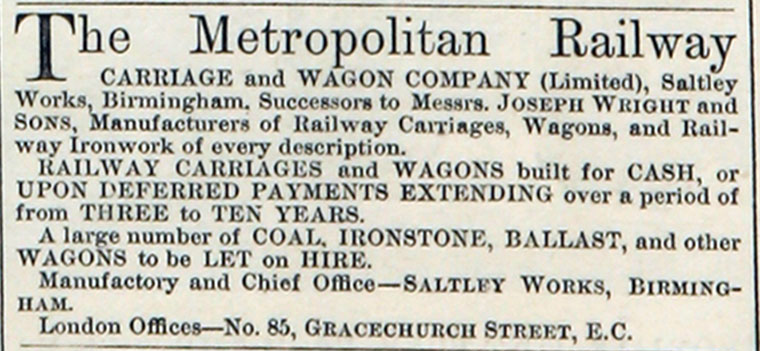 The Metropolitan Railway
CARRIAGE and WAGON COMPANY (Limited), Saltley
Works, Birmingham. Successors to Messrs. JOSEPH WRIGHT and
SONS, Manufacturers of Railway Carriages, Wagons, and Rail-
way Ironwork of every description.
RAILWAY CARRIAGES and WAGONS built for CASH, or
UPON DEFERRED PAYMENTS EXTENDING over a period of
from THREE to TEN YEARS.
A large number of COAL, IRONSTONE, BALLAST, and other
WAGONS to be LET on HIRE.
Manufactory and Chief Office—SALTLEY WORKS, BIRMING-
HAM.
London Offices—No. 85, GRACECHURCH STREET, E.C.